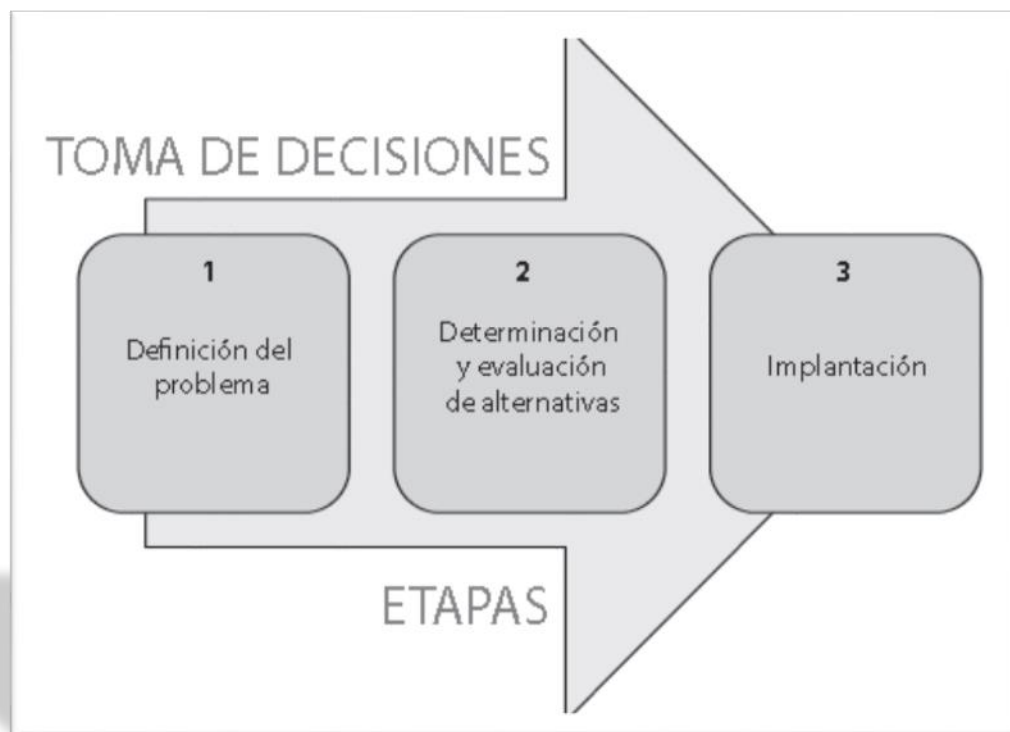 TOMA DE DECISIONES
1
Definición del
problema
2
Determinación
y evaluación
de alternativas
3
Implantación
ETAPAS